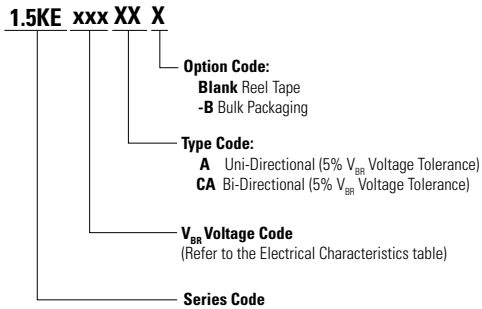 1.5KE xxx XX X
Option Code:
Blank Reel Tape
-B Bulk Packaging
Type Code:
A Uni-Directional (5% VBR Voltage Tolerance)
CA Bi-Directional (5% VBR Voltage Tolerance)
VBR Voltage Code
(Refer to the Electrical Characteristics table)
Series Code